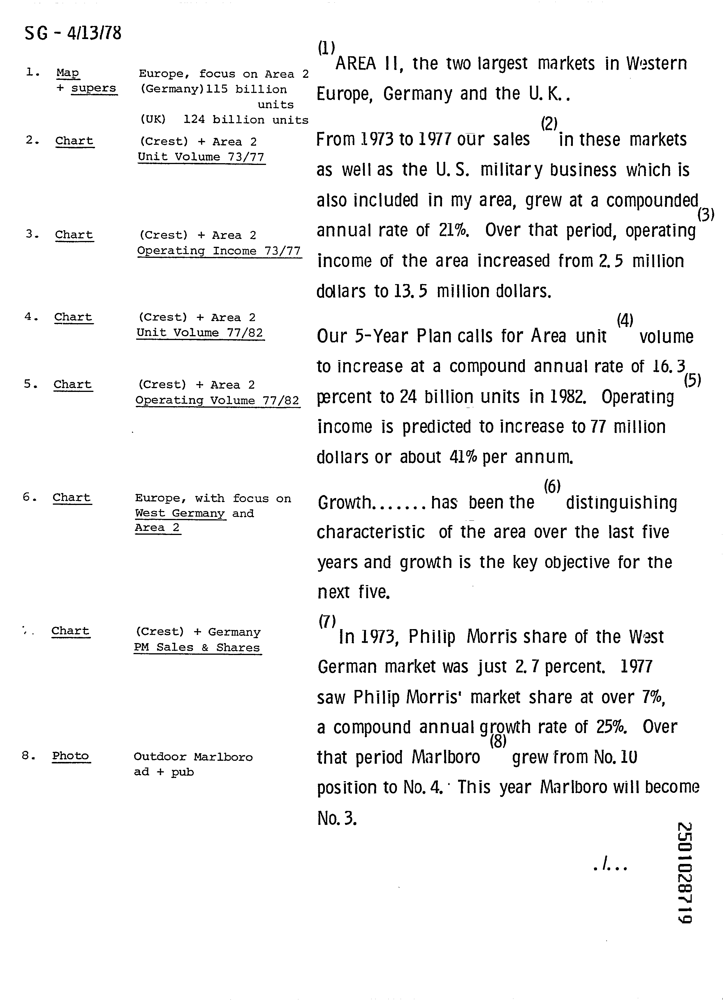 SG - 4/13/78
1. Map Europe, focus on Area 2
+ supers (Germany)115 billion
units
(UK) 124 billion units
2. Chart (Crest) + Area 2
Unit Volume 73/77
3. Chart (Crest) + Area 2
Operating Income 73/77
4. Chart (Crest) + Area 2
Unit Volume 77/82
5. Chart (Crest) + Area 2
Operating Volume 77/82
6. Chart Europe, with focus on
West Germany and
Area 2
Chart (Crest) + Germany
PM Sales & Shares
8. Photo Outdoor Marlboro
ad + pub
(1)
AREA II, the two largest markets in Western
Europe, Germany and the U.K..
(2)
From 1973 to 1977 our sales in these markets
as well as the U.S. military business which is
also included in my area, grew at a compounded
(3)
annual rate of 21%. Over that period, operating
income of the area increased from 2.5 million
dollars to 13.5 million dollars.
(4)
Our 5-Year Plan calls for Area unit volume
to increase at a compound annual rate of 16.3
(5)
percent to 24 billion units in 1982. Operating
income is predicted to increase to 77 million
dollars or about 41% per annum.
(6)
Growth....... has been the distinguishing
characteristic of the area over the last five
years and growth is the key objective for the
next five.
(7)
In 1973, Philip Morris share of the West
German market was just 2.7 percent. 1977
saw Philip Morris' market share at over 7%,
a compound annual growth rate of 25%. Over
(8)
that period Marlboro grew from No. 10
position to No. 4. This year Marlboro will become
No. 3.
./...
2501028719